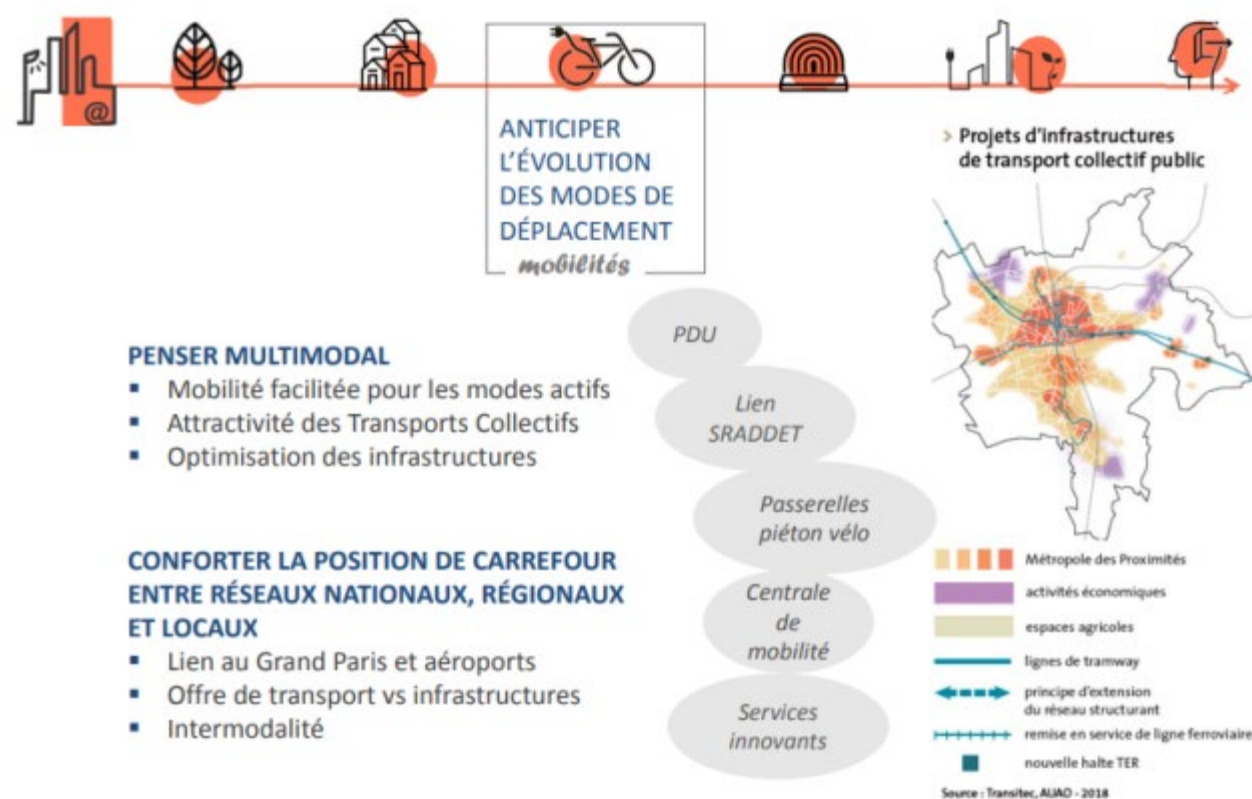 @
ANTICIPER
L'ÉVOLUTION
DES MODES DE
DÉPLACEMENT
mobilités
PENSER MULTIMODAL
▪ Mobilité facilitée pour les modes actifs
▪ Attractivité des Transports Collectifs
▪ Optimisation des infrastructures
CONFORTER LA POSITION DE CARREFOUR
ENTRE RÉSEAUX NATIONAUX, RÉGIONAUX
ET LOCAUX
▪ Lien au Grand Paris et aéroports
▪ Offre de transport vs infrastructures
▪ Intermodalité
PDU
Lien
SRADDET
Passerelles
piéton vélo
Centrale
de
mobilité
Services
innovants
> Projets d'infrastructures
de transport collectif public
Métropole des Proximités
activités économiques
espaces agricoles
lignes de tramway
principe d'extension
du réseau structurant
remise en service de ligne ferroviaire
nouvelle halte TER
Source : Transitec, AUAO - 2018